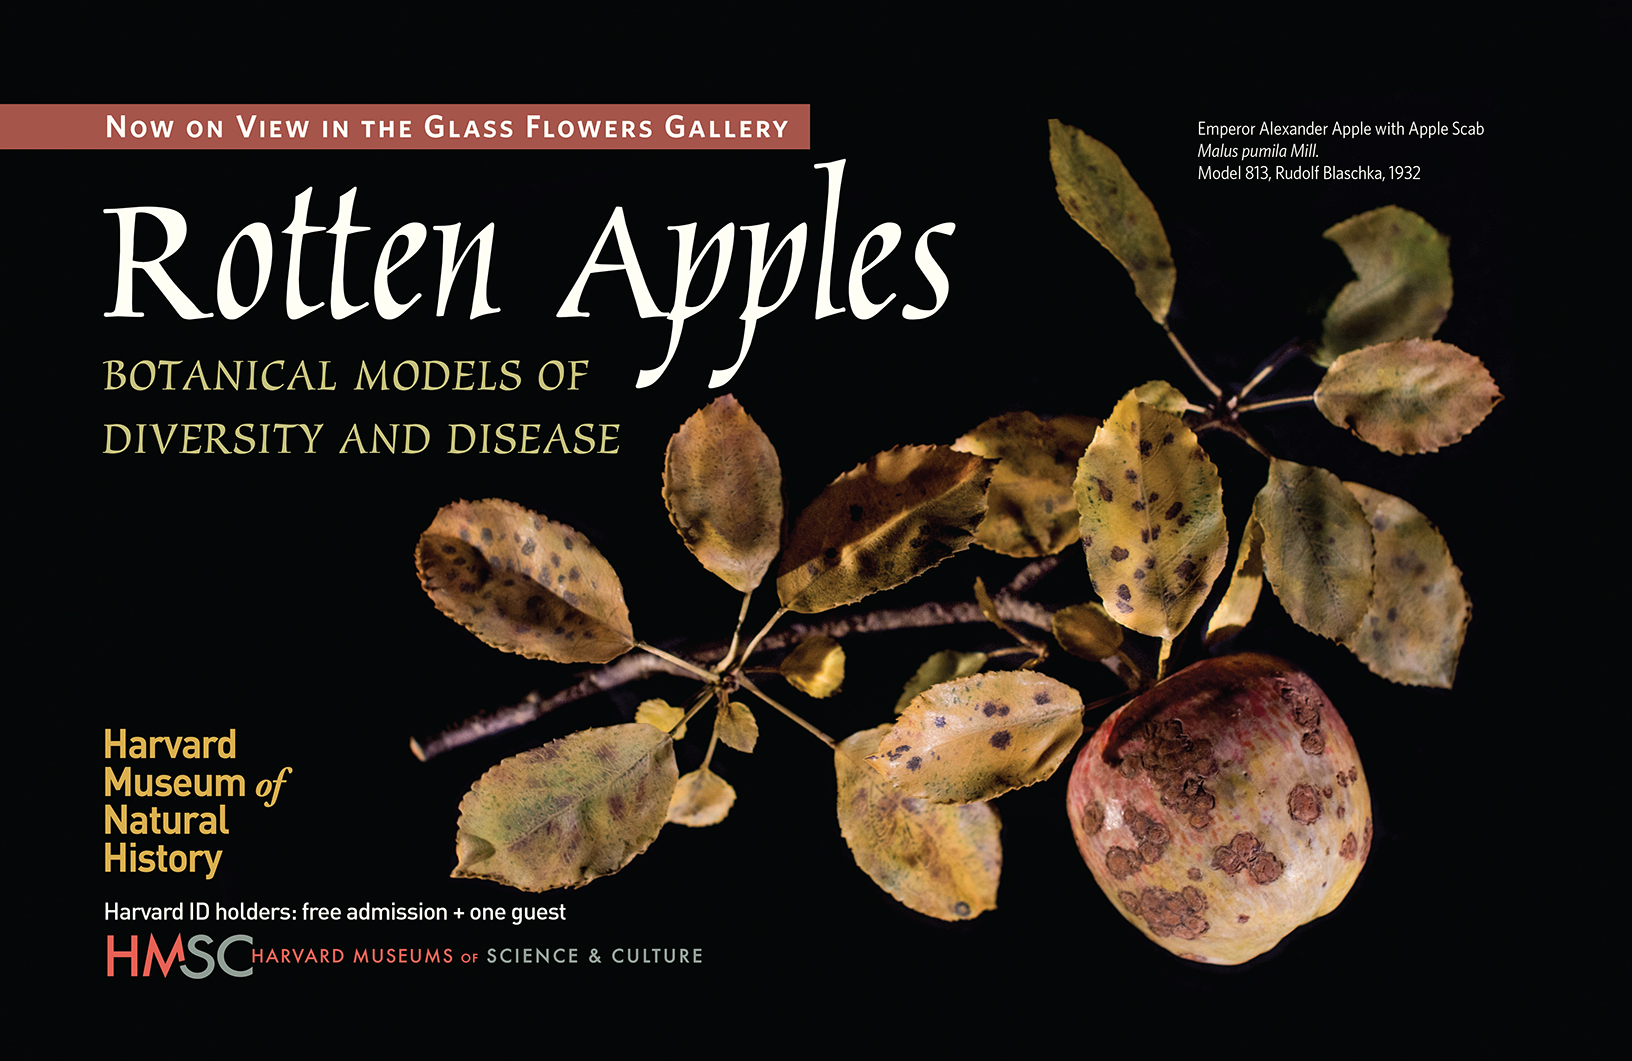 Now on View in the Glass Flowers Gallery
Emperor Alexander Apple with Apple Scab
Malus pumila Mill.
Model 813, Rudolf Blaschka, 1932
Rotten Apples
BOTANICAL MODELS OF
DIVERSITY AND DISEASE
Harvard
Museum of
Natural
History
Harvard ID holders: free admission + one guest
HMSC HARVARD MUSEUMS OF SCIENCE & CULTURE